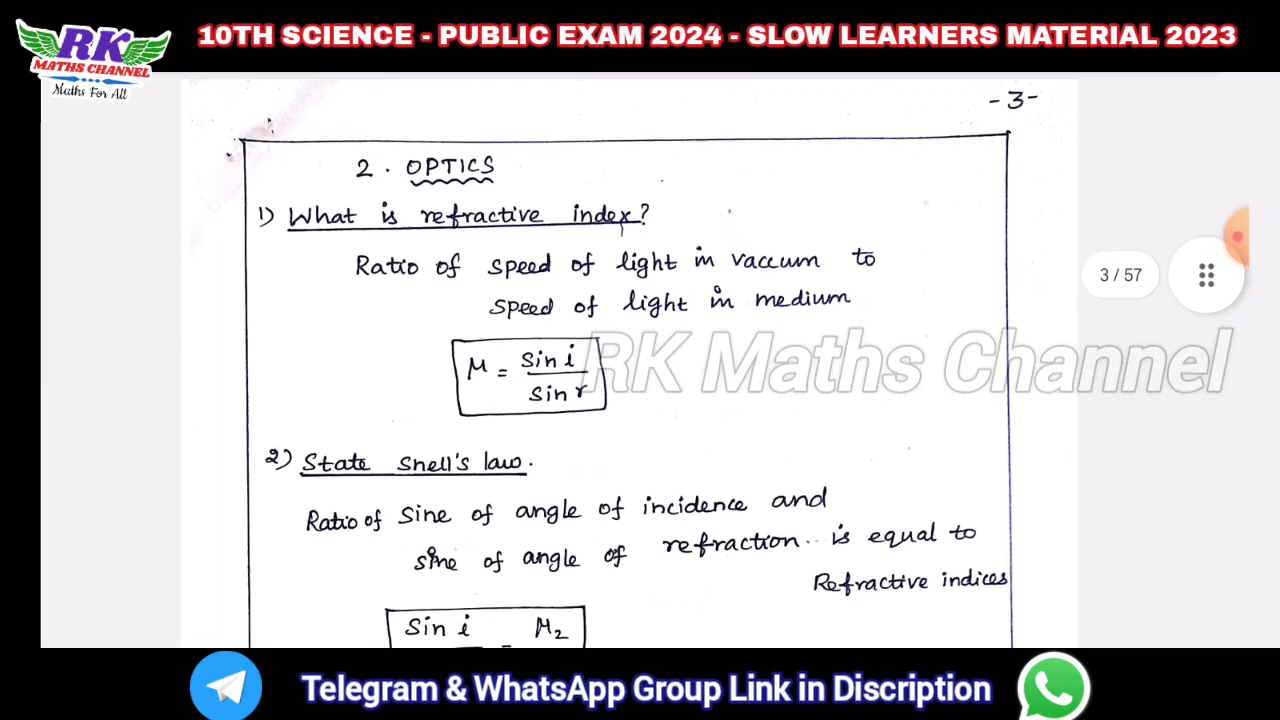 RK
MATHS CHANNEL
Maths For All
10TH SCIENCE - PUBLIC EXAM 2024 - SLOW LEARNERS MATERIAL 2023
-3-
2. OPTICS
1) What is refractive index?
Ratio of speed of light in vaccum to
speed of light in medium
μ = sin i / sin r
3 / 57
RK Maths Channel
2) State Snell's law.
Ratio of sine of angle of incidence and
sine of angle of refraction is equal to
Refractive indices
Sin i = μ2
Telegram & WhatsApp Group Link in Discription